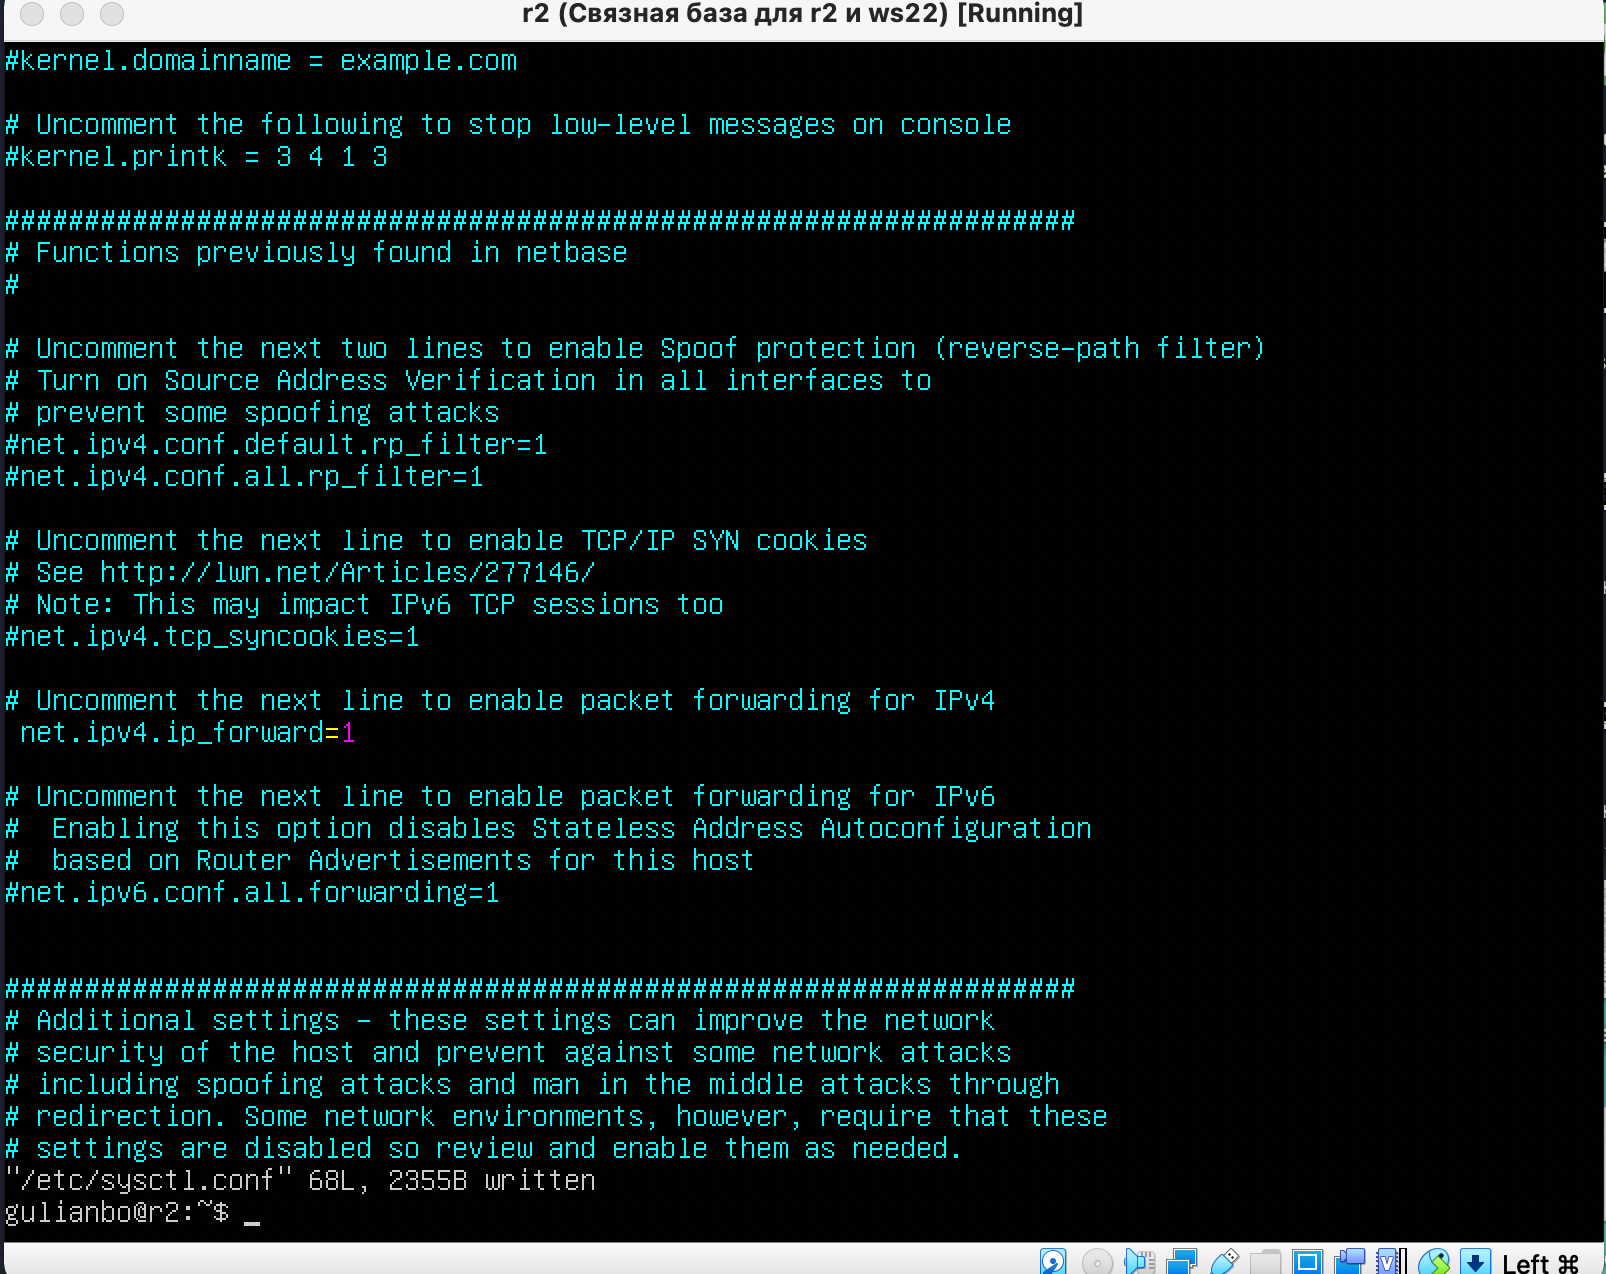 r2 (Связная база для r2 и ws22) [Running]
#kernel.domainname = example.com
# Uncomment the following to stop low-level messages on console
#kernel.printk = 3 4 1 3
###################################################################
# Functions previously found in netbase
#
# Uncomment the next two lines to enable Spoof protection (reverse-path filter)
# Turn on Source Address Verification in all interfaces to
# prevent some spoofing attacks
#net.ipv4.conf.default.rp_filter=1
#net.ipv4.conf.all.rp_filter=1
# Uncomment the next line to enable TCP/IP SYN cookies
# See http://lwn.net/Articles/277146/
# Note: This may impact IPv6 TCP sessions too
#net.ipv4.tcp_syncookies=1
# Uncomment the next line to enable packet forwarding for IPv4
 net.ipv4.ip_forward=1
# Uncomment the next line to enable packet forwarding for IPv6
#  Enabling this option disables Stateless Address Autoconfiguration
#  based on Router Advertisements for this host
#net.ipv6.conf.all.forwarding=1
###################################################################
# Additional settings - these settings can improve the network
# security of the host and prevent against some network attacks
# including spoofing attacks and man in the middle attacks through
# redirection. Some network environments, however, require that these
# settings are disabled so review and enable them as needed.
"/etc/sysctl.conf" 68L, 2355B written
gulianbo@r2:~$ _
Left ⌘